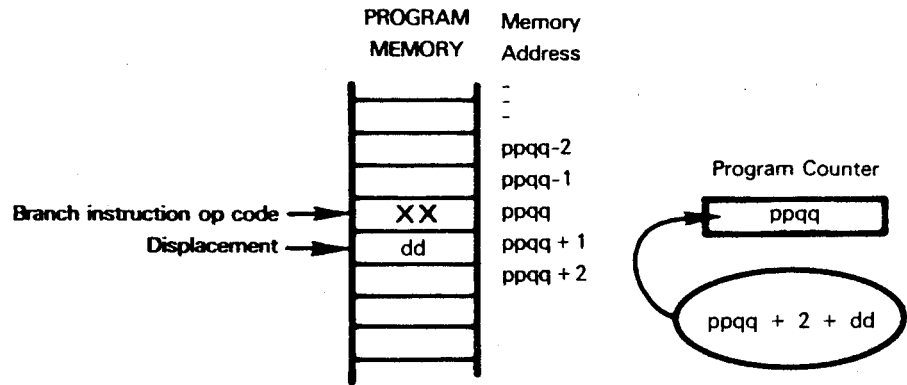 PROGRAM
MEMORY
Memory
Address
-
-
-
ppqq-2
ppqq-1
Branch instruction op code
XX
ppqq
Displacement
dd
ppqq + 1
ppqq + 2
Program Counter
ppqq
ppqq + 2 + dd